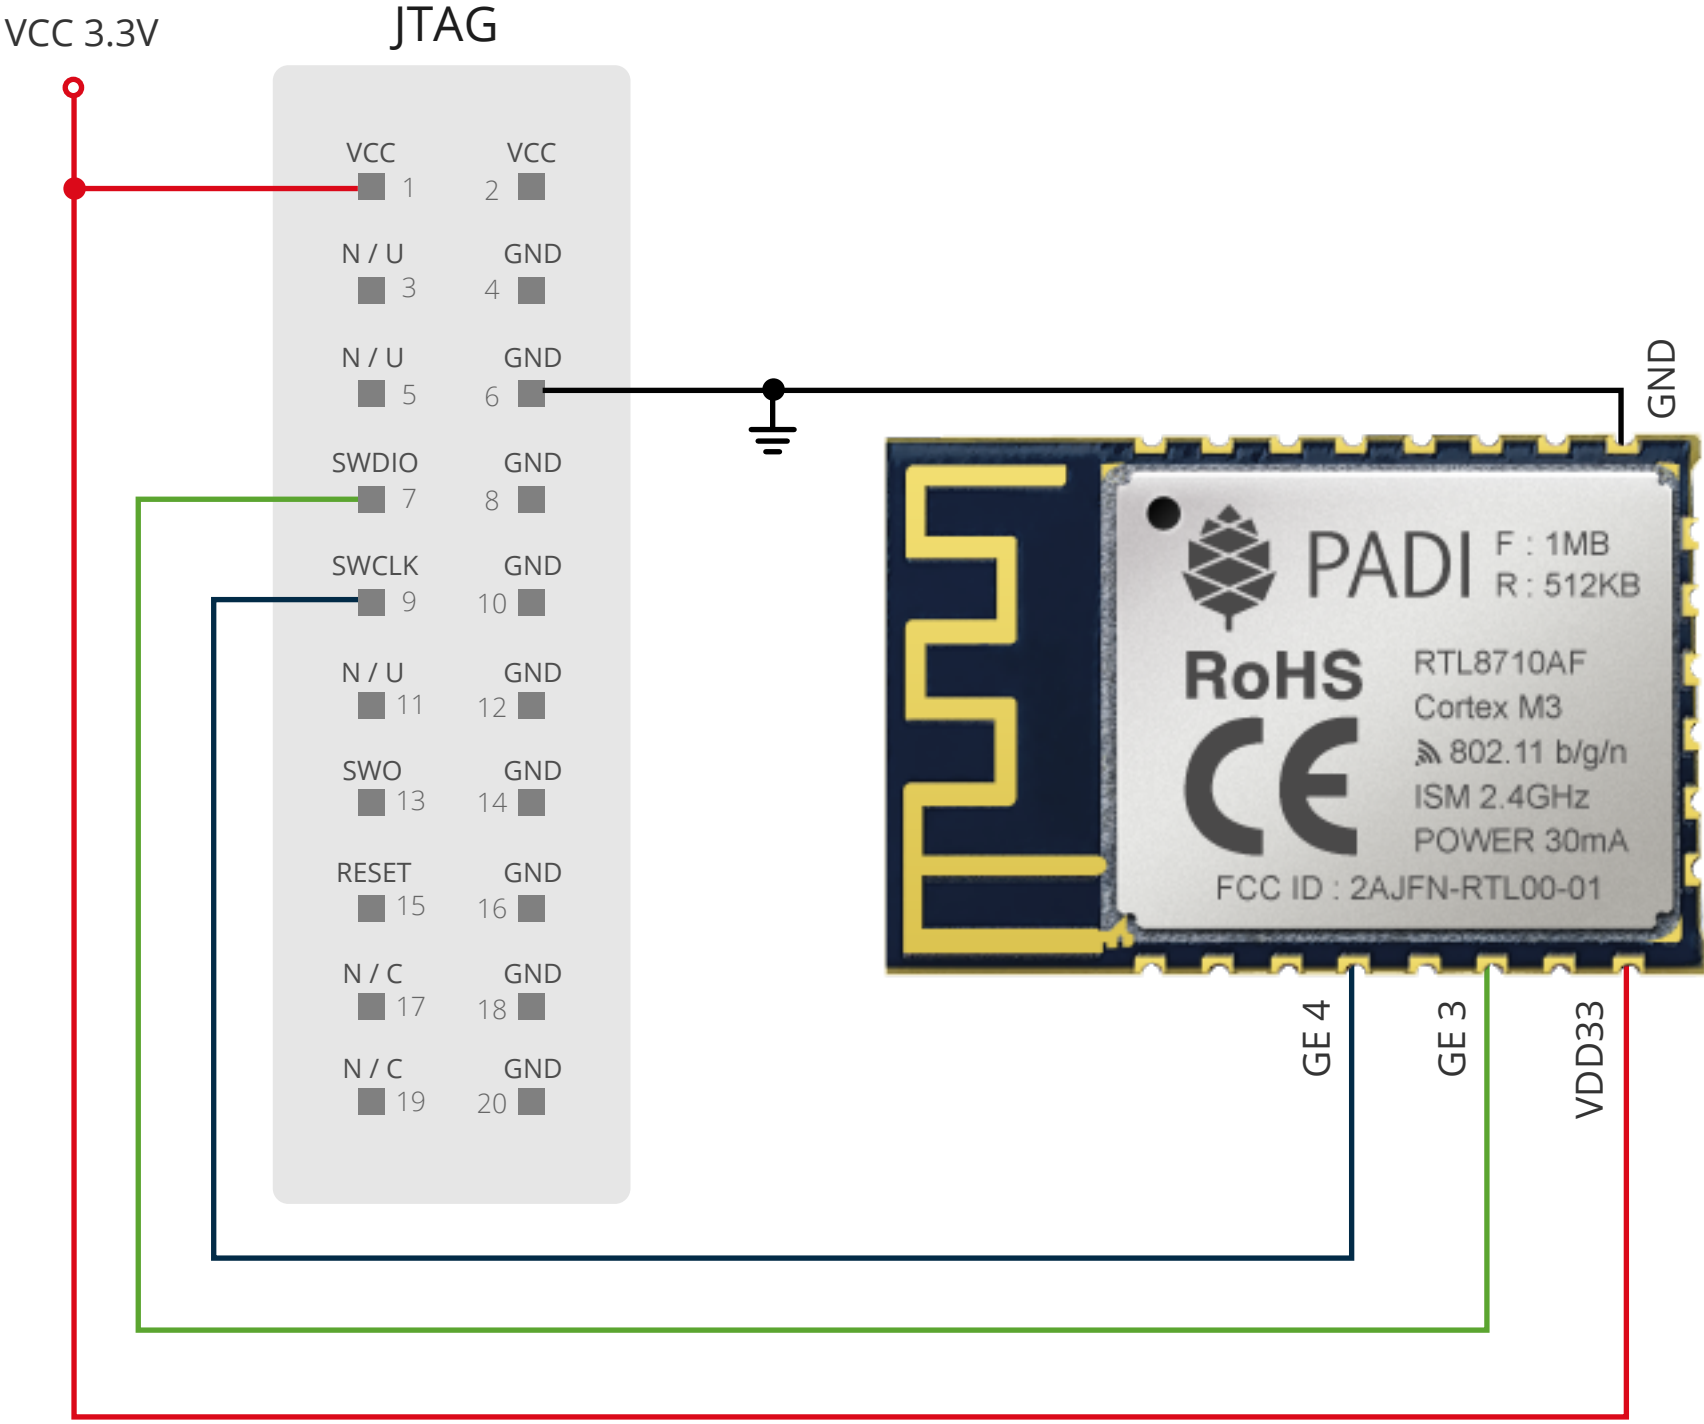 VCC 3.3V
JTAG
VCC VCC
1 2
N / U GND
3 4
N / U GND
5 6
SWDIO GND
7 8
SWCLK GND
9 10
N / U GND
11 12
SWO GND
13 14
RESET GND
15 16
N / C GND
17 18
N / C GND
19 20
GND
PADI
F : 1MB
R : 512KB
RoHS
CE
RTL8710AF
Cortex M3
802.11 b/g/n
ISM 2.4GHz
POWER 30mA
FCC ID : 2AJFN-RTL00-01
GE 4
GE 3
VDD33